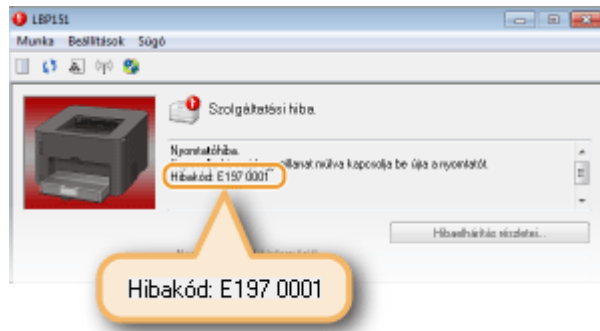 LBP151
Munka Beállítások Súgó
Szolgáltatási hiba.
Nyomtatóhiba.
pillanat múlva kapcsolja be újra a nyomtatót.
Hibakód: E197 0001
Hibaelhárítás részletei...
Hibakód: E197 0001